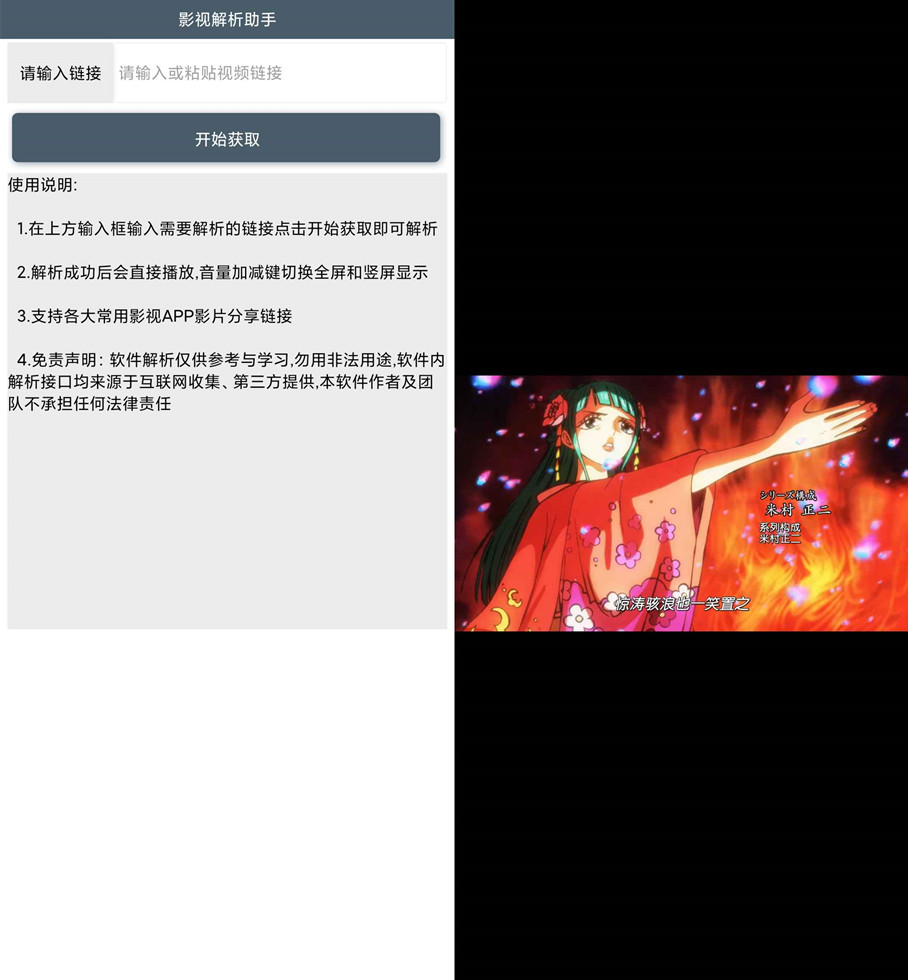 影视解析助手
请输入链接
请输入或粘贴视频链接
开始获取
使用说明:
1.在上方输入框输入需要解析的链接点击开始获取即可解析
2.解析成功后会直接播放,音量加减键切换全屏和竖屏显示
3.支持各大常用影视APP影片分享链接
4.免责声明: 软件解析仅供参考与学习,勿用非法用途,软件内
解析接口均来源于互联网收集、第三方提供,本软件作者及团
队不承担任何法律责任
シリーズ構成
米村 正二
系列构成
米村正二
惊涛骇浪也一笑置之